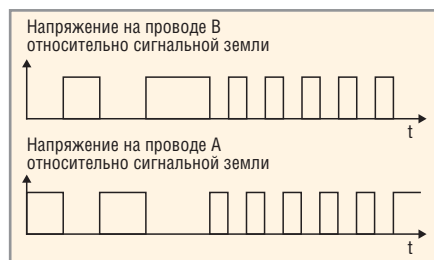 Напряжение на проводе В
относительно сигнальной земли
t
Напряжение на проводе А
относительно сигнальной земли
t